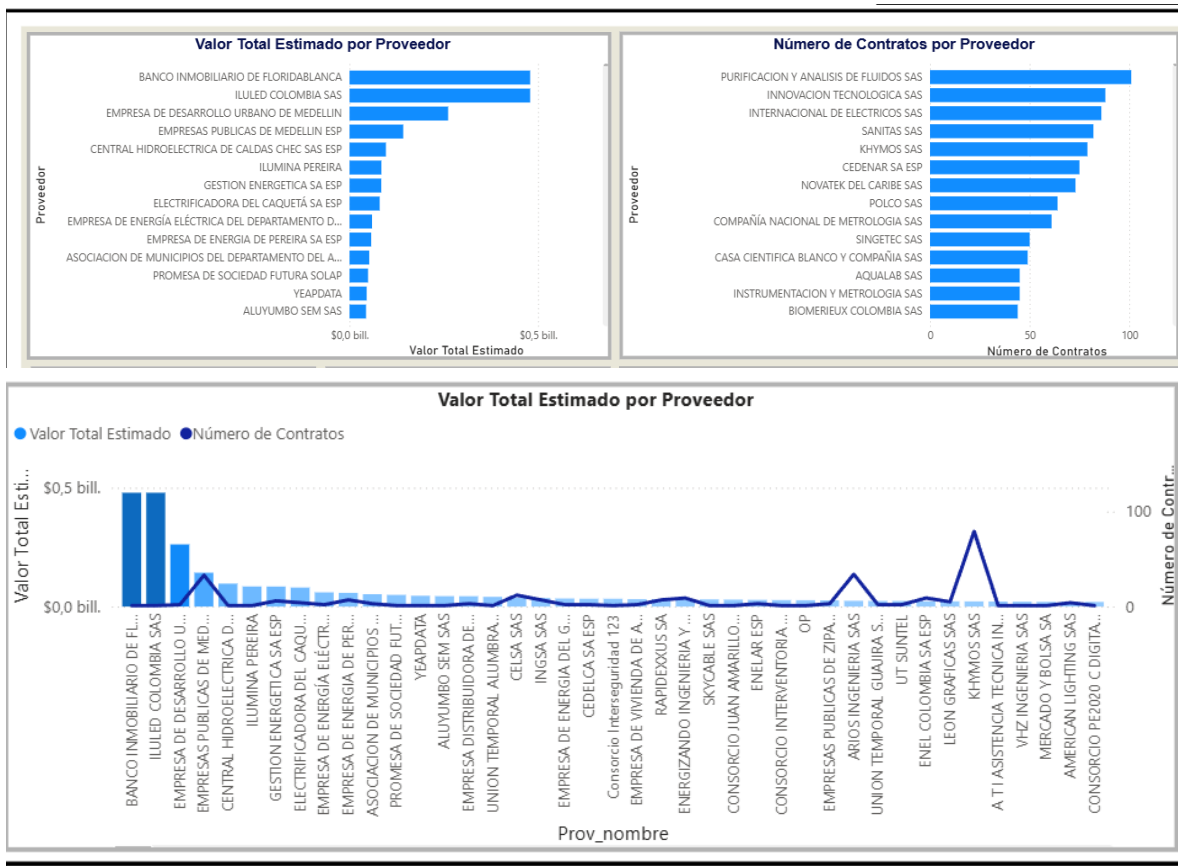 Valor Total Estimado por Proveedor
Proveedor
BANCO INMOBILIARIO DE FLORIDABLANCA
ILULED COLOMBIA SAS
EMPRESA DE DESARROLLO URBANO DE MEDELLIN
EMPRESAS PUBLICAS DE MEDELLIN ESP
CENTRAL HIDROELECTRICA DE CALDAS CHEC SAS ESP
ILUMINA PEREIRA
GESTION ENERGETICA SA ESP
ELECTRIFICADORA DEL CAQUETÁ SA ESP
EMPRESA DE ENERGÍA ELÉCTRICA DEL DEPARTAMENTO D...
EMPRESA DE ENERGIA DE PEREIRA SA ESP
ASOCIACION DE MUNICIPIOS DEL DEPARTAMENTO DEL A...
PROMESA DE SOCIEDAD FUTURA SOLAP
YEAPDATA
ALUYUMBO SEM SAS
$0,0 bill. $0,5 bill.
Valor Total Estimado
Número de Contratos por Proveedor
Proveedor
PURIFICACION Y ANALISIS DE FLUIDOS SAS
INNOVACION TECNOLOGICA SAS
INTERNACIONAL DE ELECTRICOS SAS
SANITAS SAS
KHYMOS SAS
CEDENAR SA ESP
NOVATEK DEL CARIBE SAS
POLCO SAS
COMPAÑÍA NACIONAL DE METROLOGIA SAS
SINGETEC SAS
CASA CIENTIFICA BLANCO Y COMPAÑIA SAS
AQUALAB SAS
INSTRUMENTACION Y METROLOGIA SAS
BIOMERIEUX COLOMBIA SAS
0 50 100
Número de Contratos
Valor Total Estimado por Proveedor
Valor Total Estimado Número de Contratos
Valor Total Esti...
$0,5 bill.
$0,0 bill.
100
0
Número de Contr...
BANCO INMOBILIARIO DE FL...
ILULED COLOMBIA SAS
EMPRESA DE DESARROLLO U...
EMPRESAS PUBLICAS DE MED...
CENTRAL HIDROELECTRICA D...
ILUMINA PEREIRA
GESTION ENERGETICA SA ESP
ELECTRIFICADORA DEL CAQU...
EMPRESA DE ENERGÍA ELÉCTR...
EMPRESA DE ENERGIA DE PER...
ASOCIACION DE MUNICIPIOS ...
PROMESA DE SOCIEDAD FUT...
YEAPDATA
ALUYUMBO SEM SAS
EMPRESA DISTRIBUIDORA DE...
UNION TEMPORAL ALUMBRA...
CELSA SAS
INGSA SAS
EMPRESA DE ENERGIA DEL G...
CEDELCA SA ESP
Consorcio Interseguridad 123
EMPRESA DE VIVIENDA DE A...
RAPIDEXXUS SA
ENERGIZANDO INGENIERIA Y ...
SKYCABLE SAS
CONSORCIO JUAN AMARILLO...
ENELAR ESP
CONSORCIO INTERVENTORIA ...
OP
EMPRESAS PUBLICAS DE ZIPA...
ARIOS INGENIERIA SAS
UNION TEMPORAL GUAJIRA S...
UT SUNTEL
ENEL COLOMBIA SA ESP
LEON GRAFICAS SAS
KHYMOS SAS
A T I ASISTENCIA TECNICA IN...
VHZ INGENIERIA SAS
MERCADO Y BOLSA SA
AMERICAN LIGHTING SAS
CONSORCIO PE2020 C DIGITA...
Prov_nombre